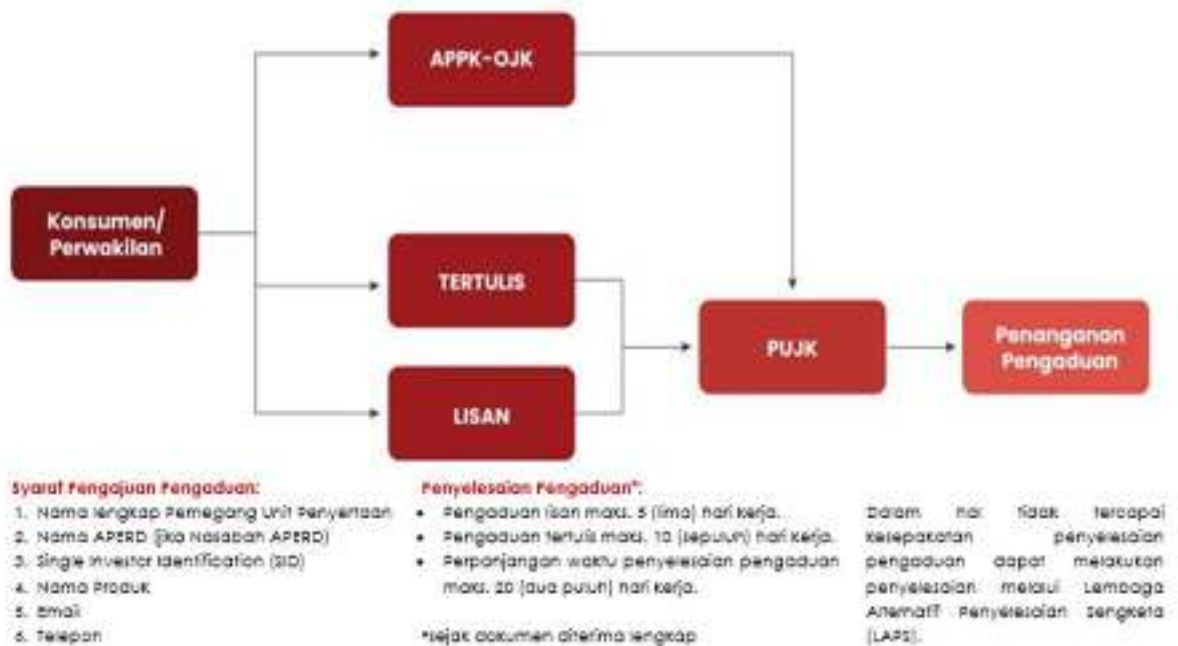 APPK-OJK
Konsumen/
Perwakilan
TERTULIS
LISAN
PUJK
Penanganan
Pengaduan
Syarat Pengajuan Pengaduan:
1. Nama lengkap Pemegang Unit Penyertaan
2. Nama APERD (jika Nasabah APERD)
3. Single Investor Identification (SID)
4. Nama Produk
5. Email
6. Telepon
Penyelesaian Pengaduan*:
• Pengaduan lisan maks. 5 (lima) hari kerja.
• Pengaduan tertulis maks. 10 (sepuluh) hari kerja.
• Perpanjangan waktu penyelesaian pengaduan
maks. 20 (dua puluh) hari kerja.
*sejak dokumen diterima lengkap
Dalam hal tidak tercapai
kesepakatan penyelesaian
pengaduan dapat melakukan
penyelesaian melalui Lembaga
Alternatif Penyelesaian Sengketa
(LAPS).